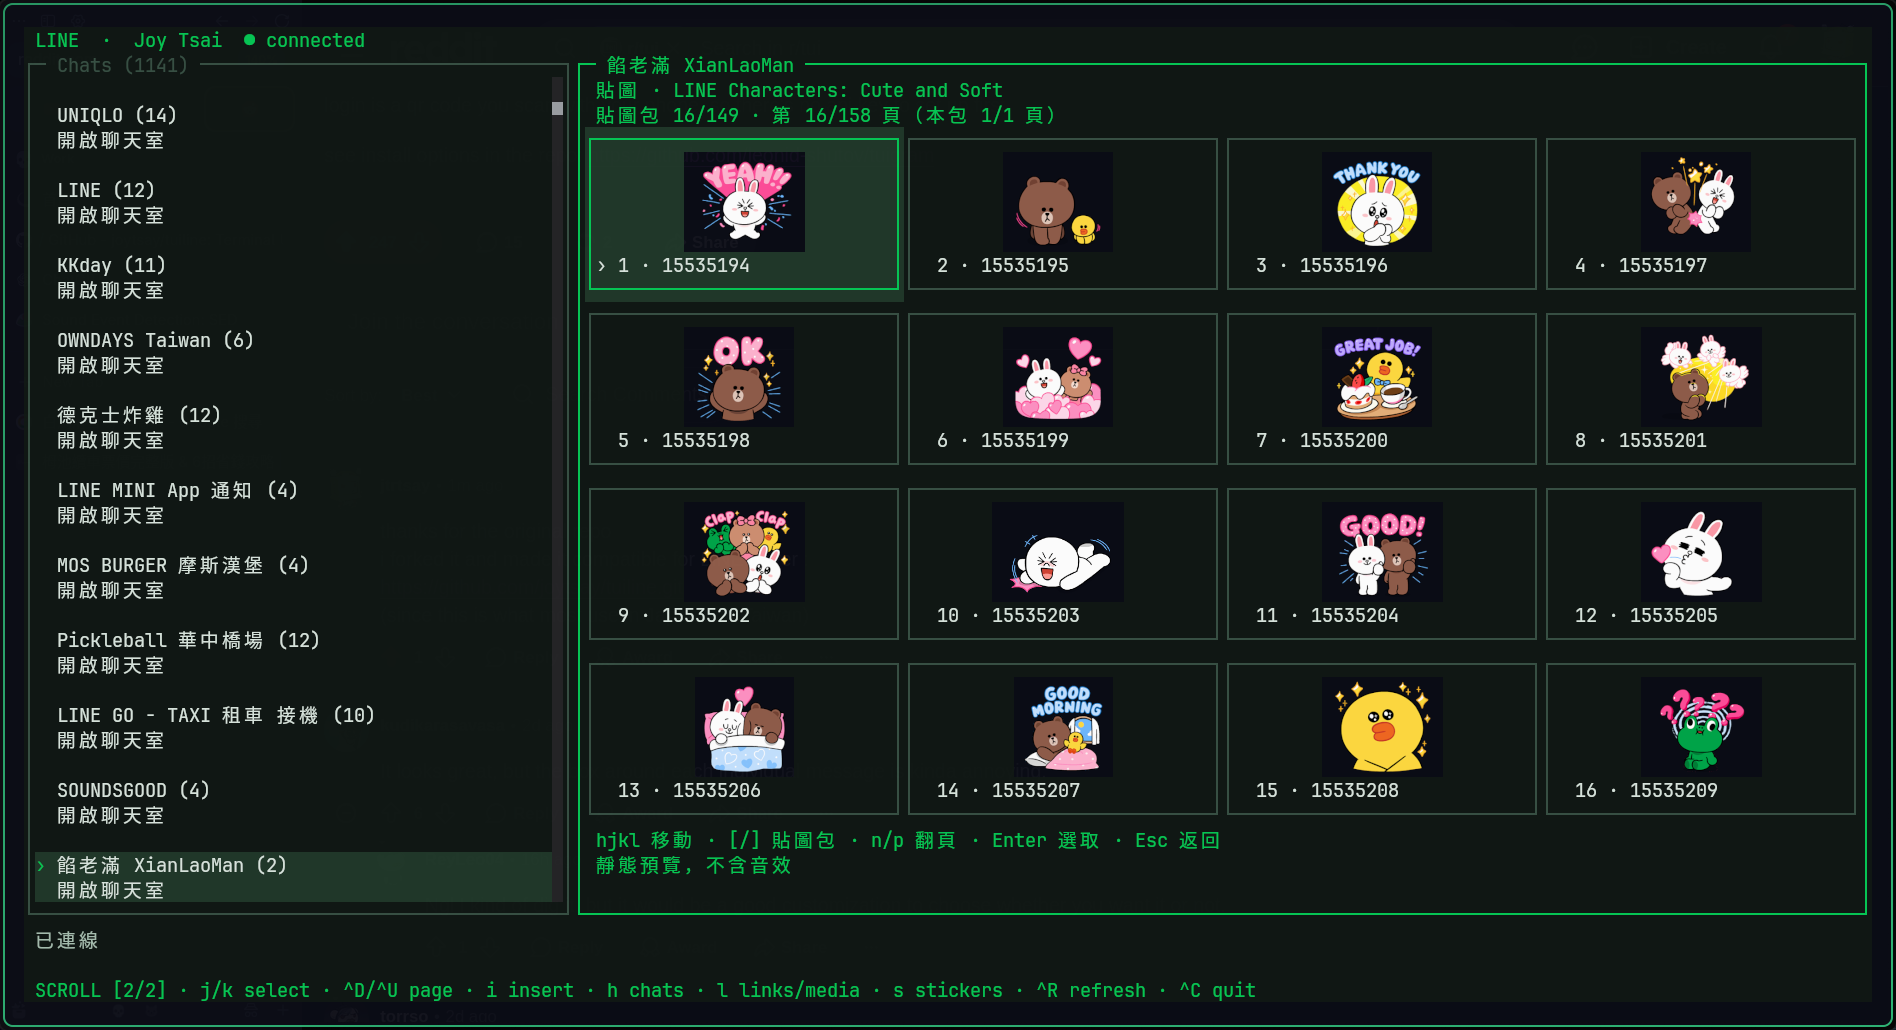 LINE · Joy Tsai ● connected
Chats (1141)
UNIQLO (14)
開啟聊天室
LINE (12)
開啟聊天室
KKday (11)
開啟聊天室
OWNDAYS Taiwan (6)
開啟聊天室
德克士炸雞 (12)
開啟聊天室
LINE MINI App 通知 (4)
開啟聊天室
MOS BURGER 摩斯漢堡 (4)
開啟聊天室
Pickleball 華中橋場 (12)
開啟聊天室
LINE GO - TAXI 租車 接機 (10)
開啟聊天室
SOUNDSGOOD (4)
開啟聊天室
› 餡老滿 XianLaoMan (2)
開啟聊天室
餡老滿 XianLaoMan
貼圖 · LINE Characters: Cute and Soft
貼圖包 16/149 · 第 16/158 頁 (本包 1/1 頁)
YEAH!!
Share
› 1 · 15535194
2 · 15535195
THANK YOU
3 · 15535196
4 · 15535197
OK
5 · 15535198
6 · 15535199
GREAT JOB!
7 · 15535200
8 · 15535201
Clap Clap
9 · 15535202
10 · 15535203
GOOD!
11 · 15535204
12 · 15535205
13 · 15535206
GOOD MORNING
14 · 15535207
15 · 15535208
????
16 · 15535209
hjkl 移動 · [/] 貼圖包 · n/p 翻頁 · Enter 選取 · Esc 返回
靜態預覽，不含音效
已連線
SCROLL [2/2] · j/k select · ^D/^U page · i insert · h chats · l links/media · s stickers · ^R refresh · ^C quit
torrso · 2d ago